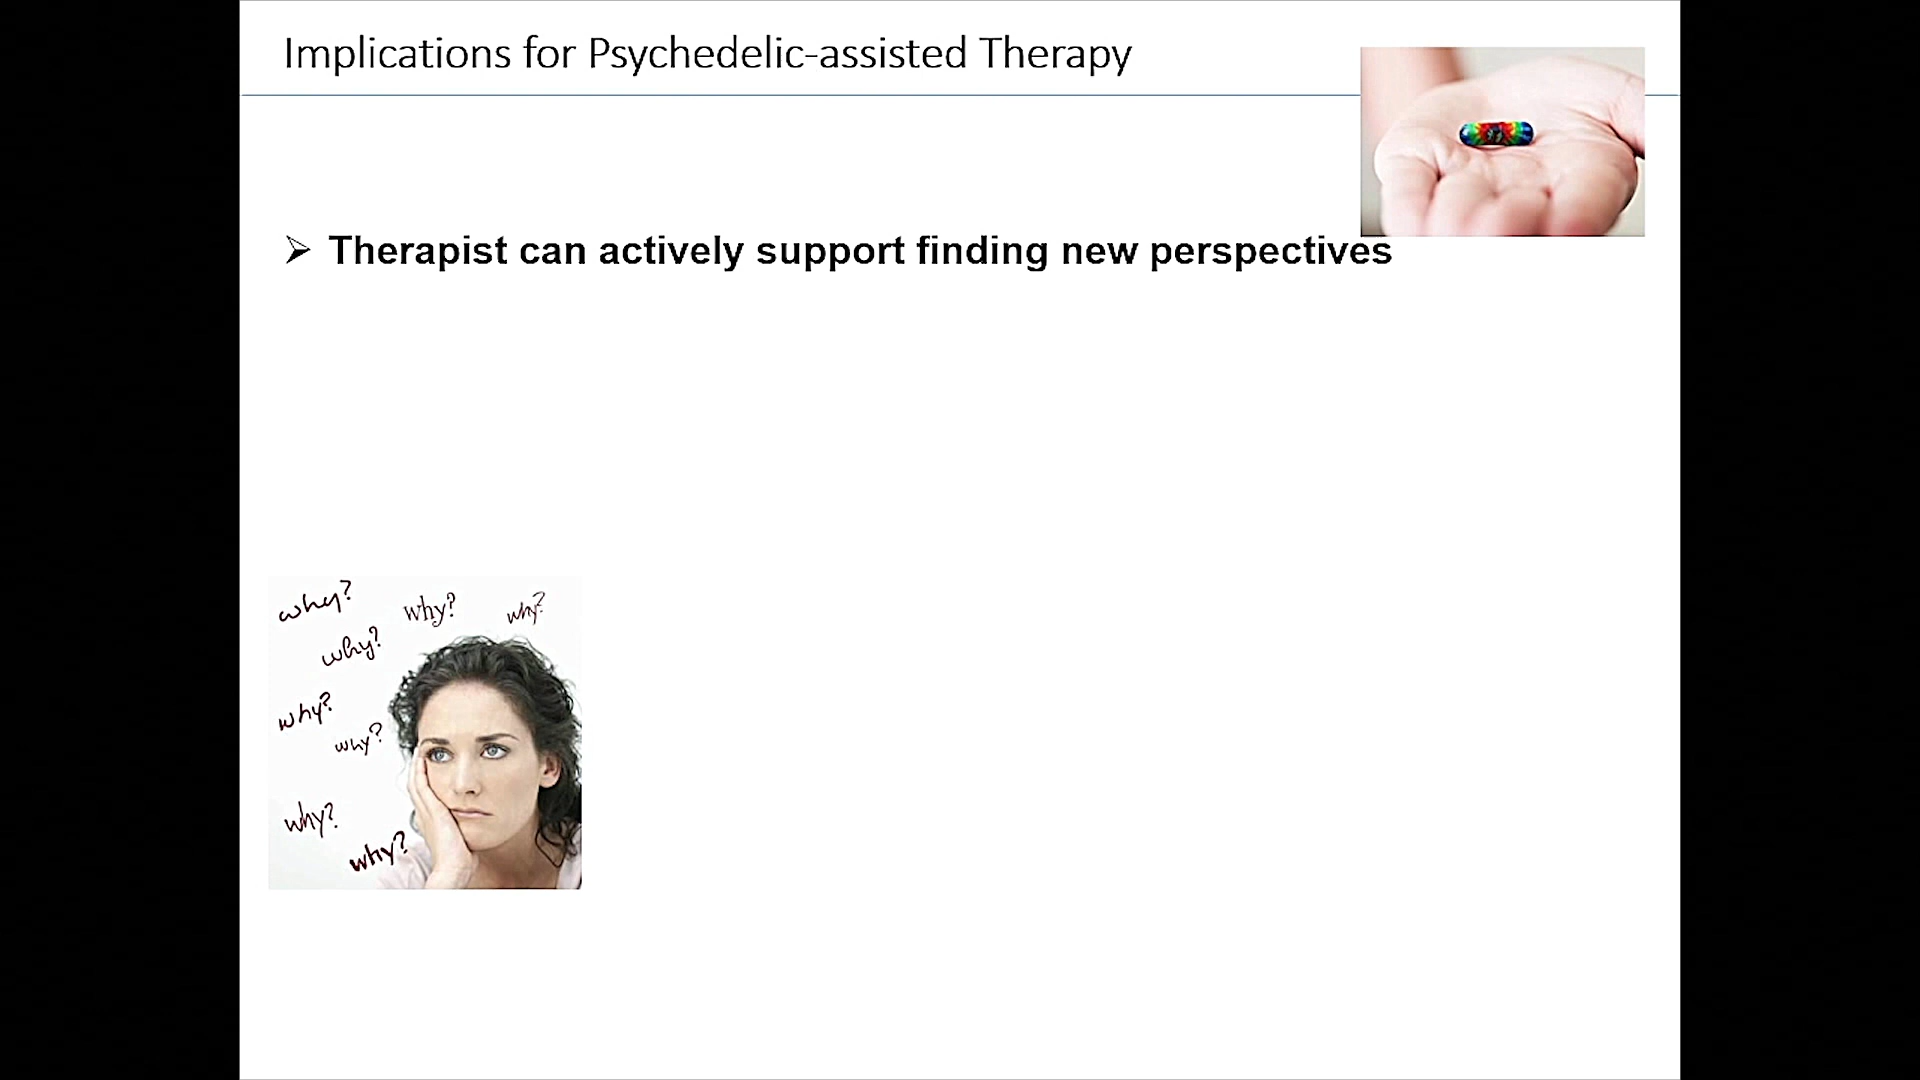 Implications for Psychedelic-assisted Therapy
➢ Therapist can actively support finding new perspectives
why?
why?
why?
why?
why?
why?
why?
why?